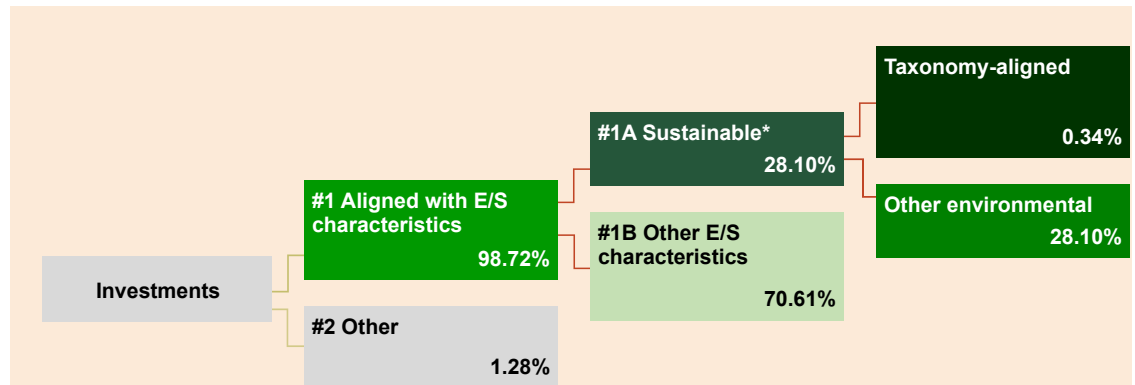 Investments
#1 Aligned with E/S
characteristics
98.72%
#2 Other
1.28%
#1A Sustainable*
28.10%
#1B Other E/S
characteristics
70.61%
Taxonomy-aligned
0.34%
Other environmental
28.10%